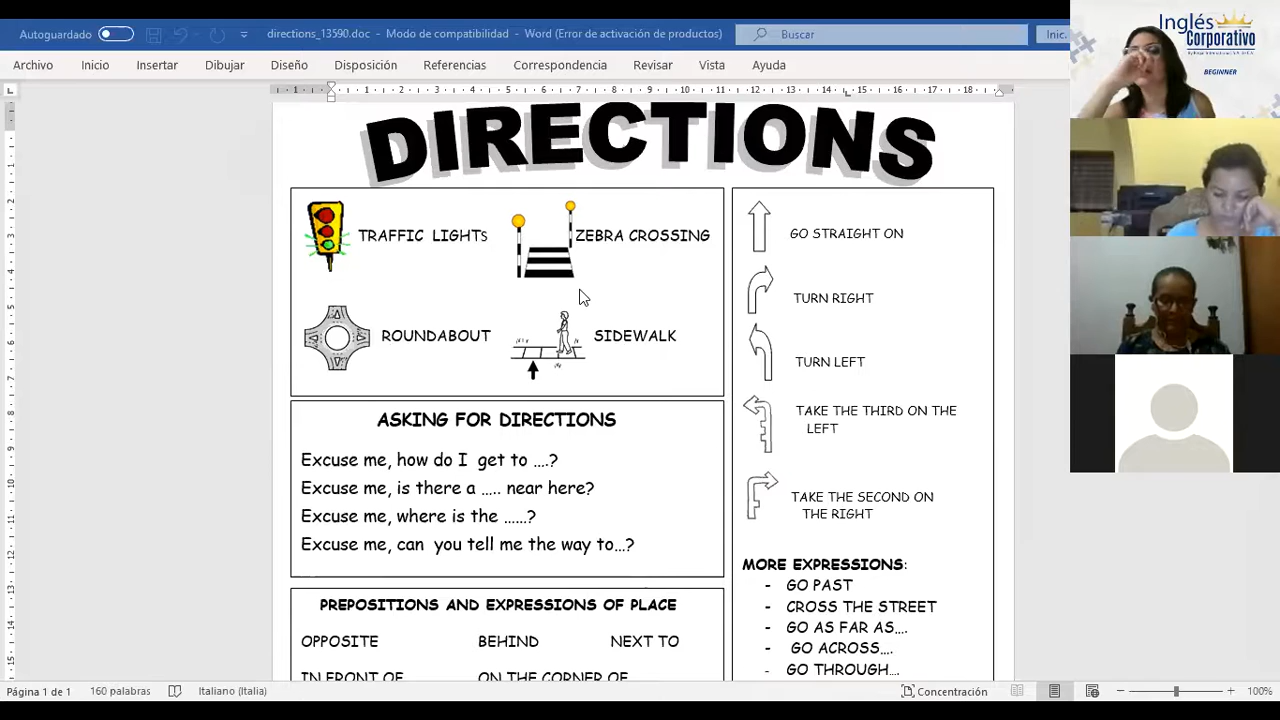 Autoguardado
directions_13590.doc - Modo de compatibilidad - Word (Error de activación de productos)
Buscar
Inic.
Archivo Inicio Insertar Dibujar Diseño Disposición Referencias Correspondencia Revisar Vista Ayuda
Inglés
Corporativo
BEGINNER
DIRECTIONS
TRAFFIC LIGHTS
ZEBRA CROSSING
ROUNDABOUT
SIDEWALK
GO STRAIGHT ON
TURN RIGHT
TURN LEFT
TAKE THE THIRD ON THE
LEFT
TAKE THE SECOND ON
THE RIGHT
ASKING FOR DIRECTIONS
Excuse me, how do I get to ....?
Excuse me, is there a ..... near here?
Excuse me, where is the ......?
Excuse me, can you tell me the way to...?
MORE EXPRESSIONS:
- GO PAST
- CROSS THE STREET
- GO AS FAR AS....
- GO ACROSS....
- GO THROUGH....
PREPOSITIONS AND EXPRESSIONS OF PLACE
OPPOSITE BEHIND NEXT TO
IN FRONT OF ON THE CORNER OF
Página 1 de 1 160 palabras Italiano (Italia) Concentración 100%